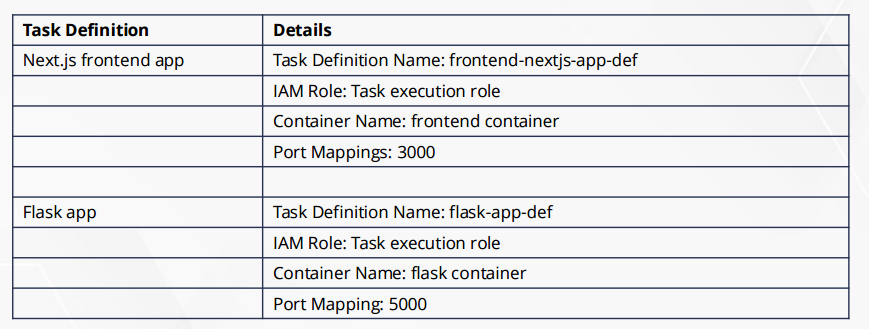 Task Definition Details
Next.js frontend app Task Definition Name: frontend-nextjs-app-def
IAM Role: Task execution role
Container Name: frontend container
Port Mappings: 3000
Flask app Task Definition Name: flask-app-def
IAM Role: Task execution role
Container Name: flask container
Port Mapping: 5000